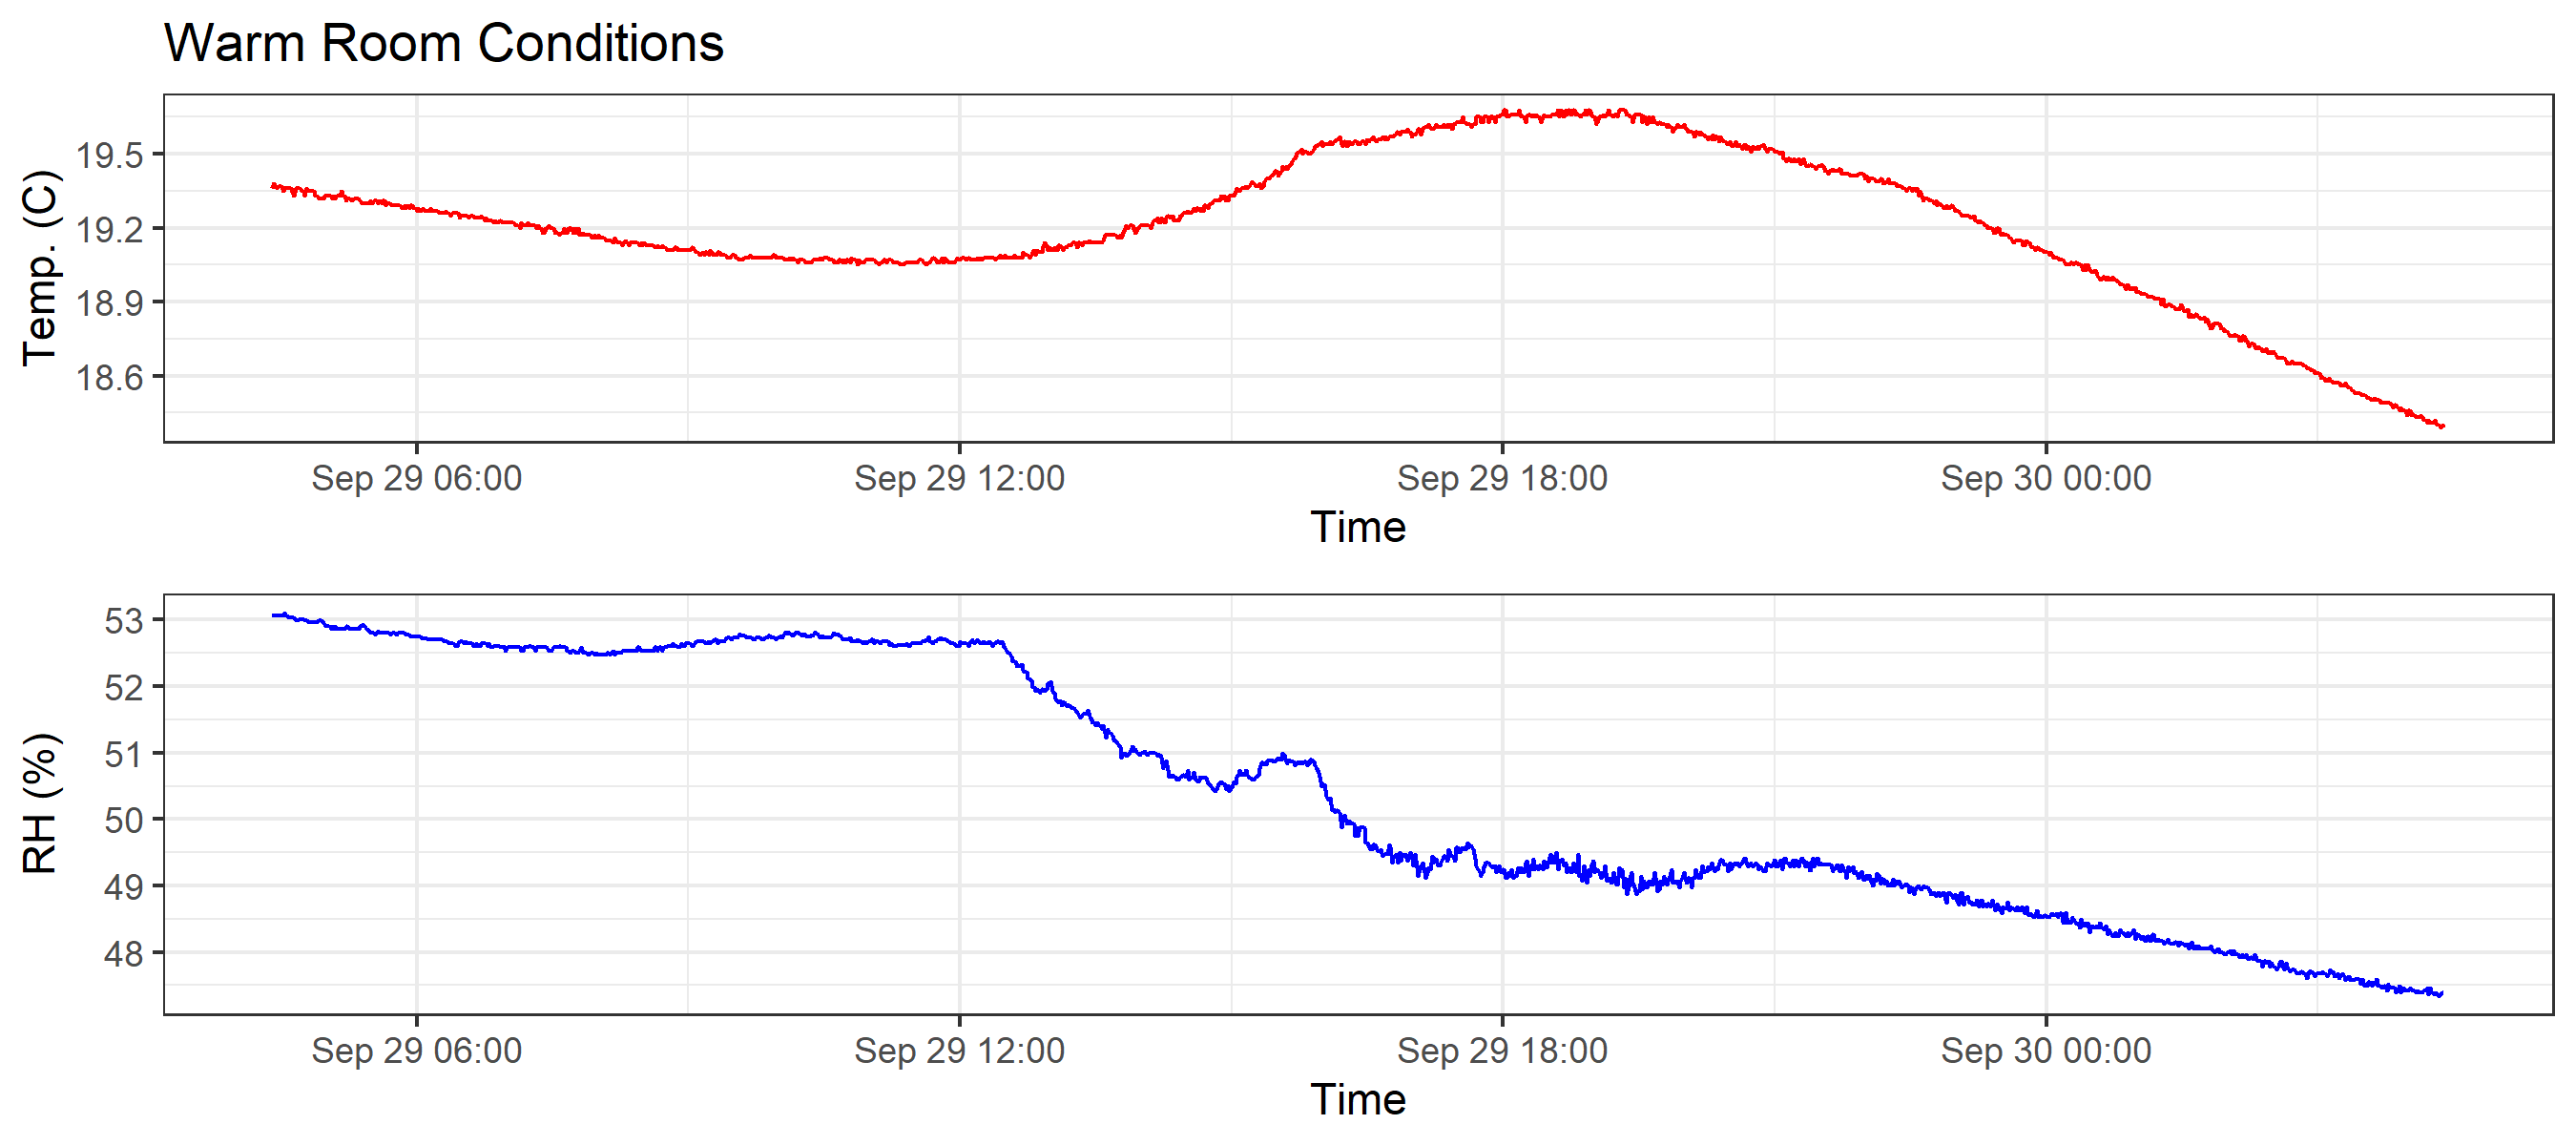 Warm Room Conditions
Temp. (C)
19.5
19.2
18.9
18.6
Sep 29 06:00 Sep 29 12:00 Sep 29 18:00 Sep 30 00:00
Time
RH (%)
53
52
51
50
49
48
Sep 29 06:00 Sep 29 12:00 Sep 29 18:00 Sep 30 00:00
Time